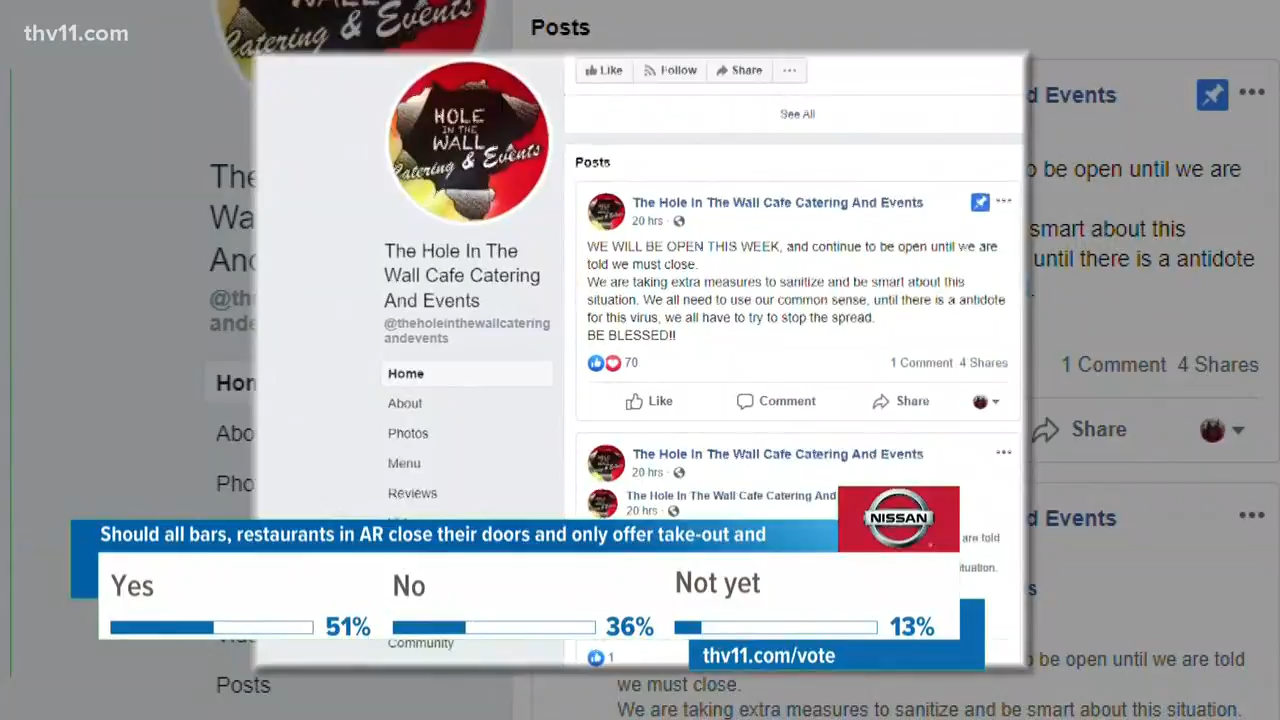 thv11.com
Catering & Events
Posts
Like
Follow
Share
See All
HOLE
IN THE
WALL
Catering & Events
The Hole In The
Wall Cafe Catering
And Events
@theholeinthewallcatering
andevents
Home
About
Photos
Menu
Reviews
Community
Posts
The Hole In The Wall Cafe Catering And Events
20 hrs
WE WILL BE OPEN THIS WEEK, and continue to be open until we are
told we must close.
We are taking extra measures to sanitize and be smart about this
situation. We all need to use our common sense, until there is a antidote
for this virus, we all have to try to stop the spread.
BE BLESSED!!
70
1 Comment 4 Shares
Like
Comment
Share
The Hole In The Wall Cafe Catering And Events
20 hrs
The Hole In The Wall Cafe Catering And
20 hrs
are told
1
The
Wa
And
@th
ande
Abo
Pho
Posts
d Events
o be open until we are
smart about this
until there is a antidote
1 Comment 4 Shares
Share
d Events
s
o be open until we are told
we must close.
We are taking extra measures to sanitize and be smart about this situation.
Should all bars, restaurants in AR close their doors and only offer take-out and
NISSAN
Yes
51%
No
36%
Not yet
13%
thv11.com/vote